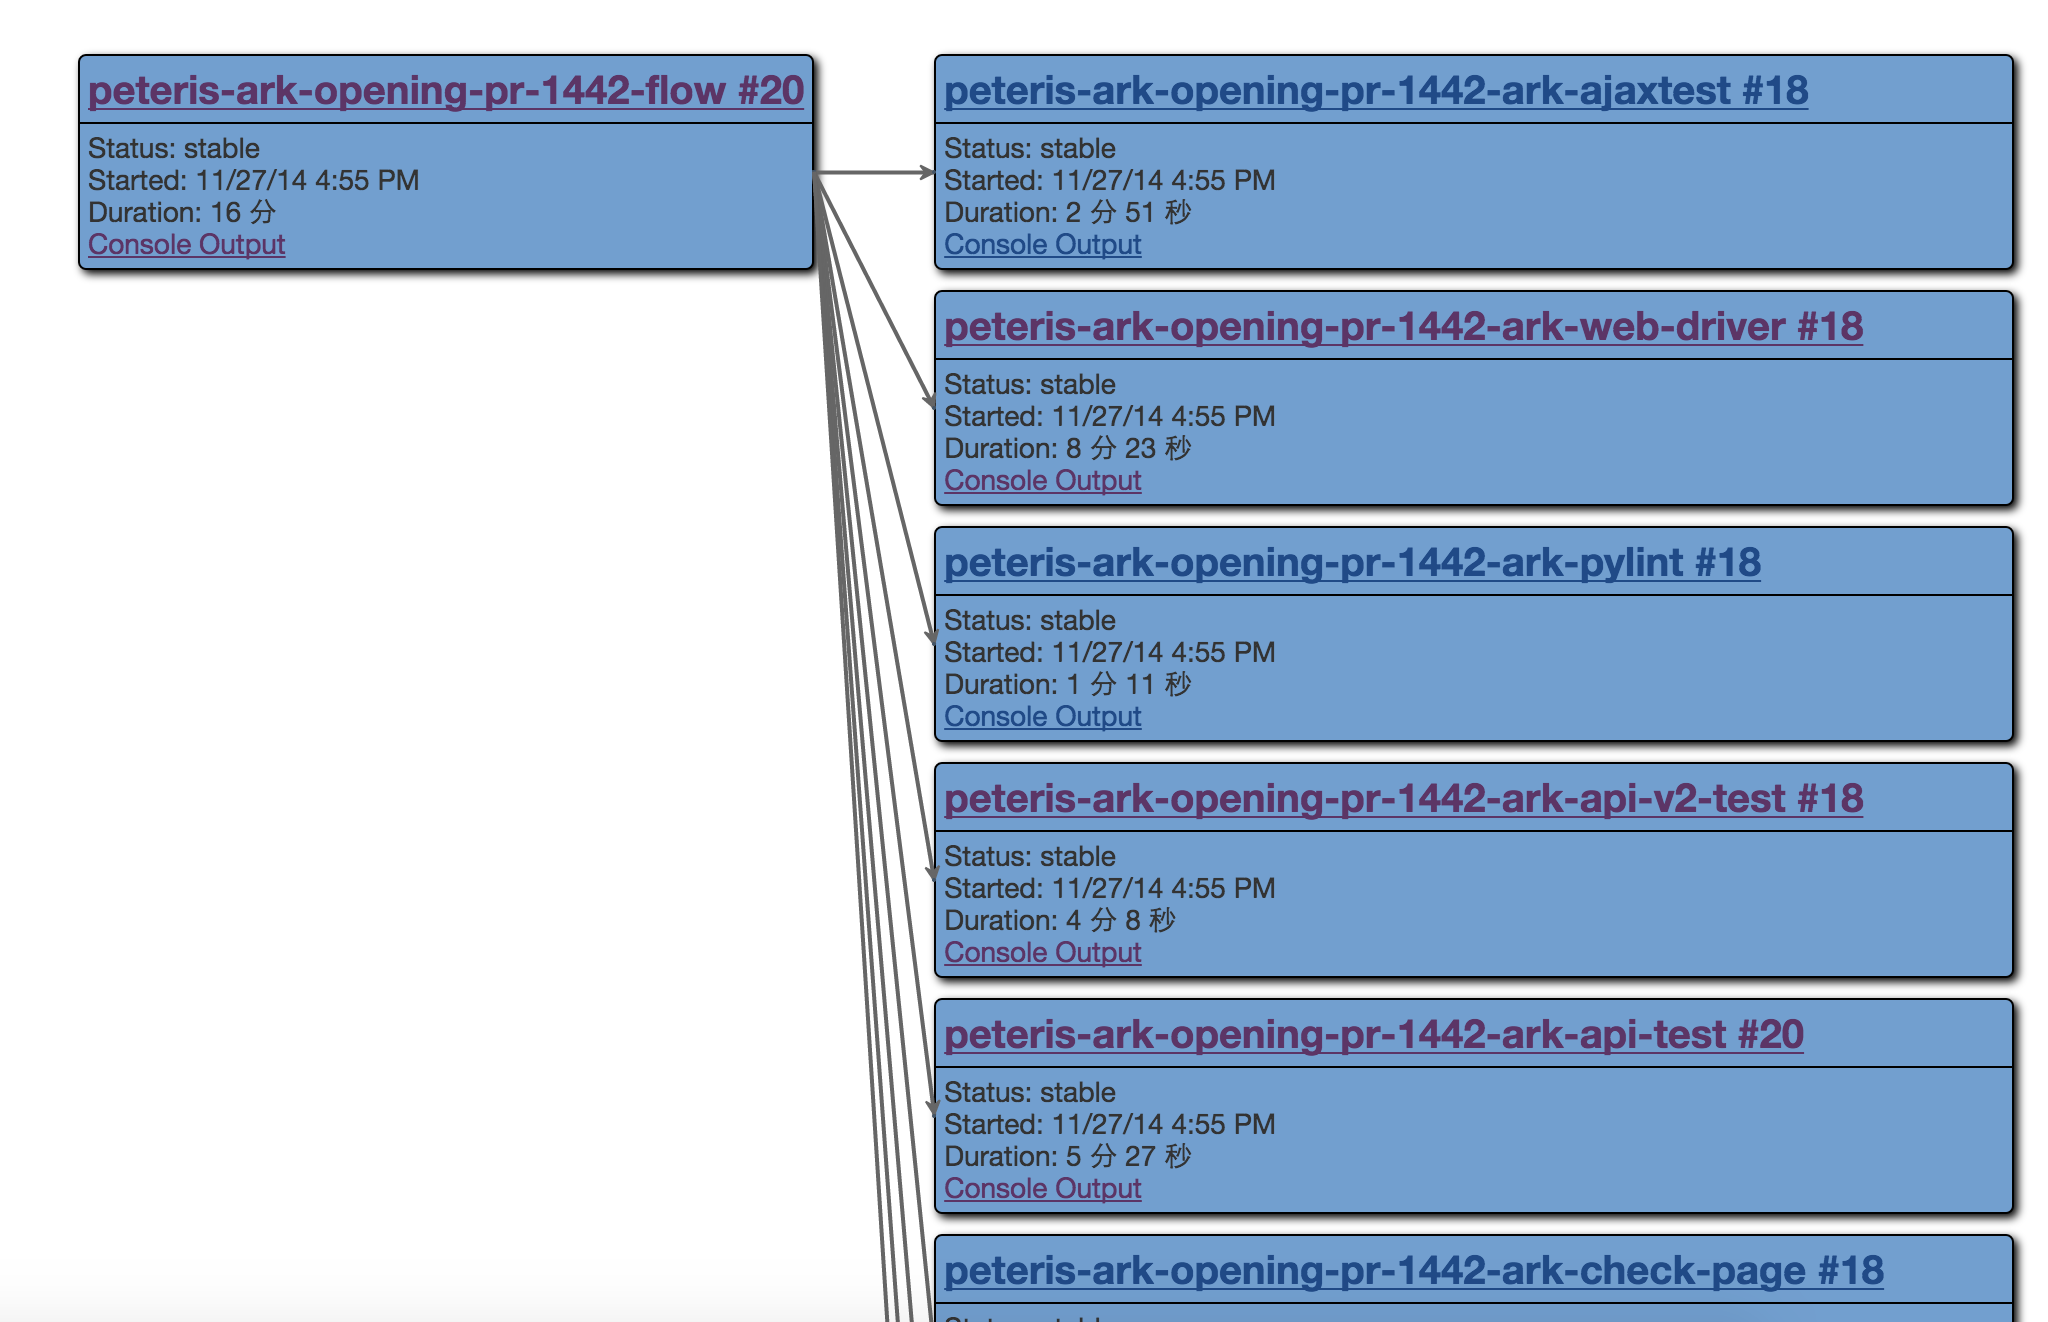 peteris-ark-opening-pr-1442-flow #20
Status: stable
Started: 11/27/14 4:55 PM
Duration: 16 分
Console Output
peteris-ark-opening-pr-1442-ark-ajaxtest #18
Status: stable
Started: 11/27/14 4:55 PM
Duration: 2 分 51 秒
Console Output
peteris-ark-opening-pr-1442-ark-web-driver #18
Status: stable
Started: 11/27/14 4:55 PM
Duration: 8 分 23 秒
Console Output
peteris-ark-opening-pr-1442-ark-pylint #18
Status: stable
Started: 11/27/14 4:55 PM
Duration: 1 分 11 秒
Console Output
peteris-ark-opening-pr-1442-ark-api-v2-test #18
Status: stable
Started: 11/27/14 4:55 PM
Duration: 4 分 8 秒
Console Output
peteris-ark-opening-pr-1442-ark-api-test #20
Status: stable
Started: 11/27/14 4:55 PM
Duration: 5 分 27 秒
Console Output
peteris-ark-opening-pr-1442-ark-check-page #18